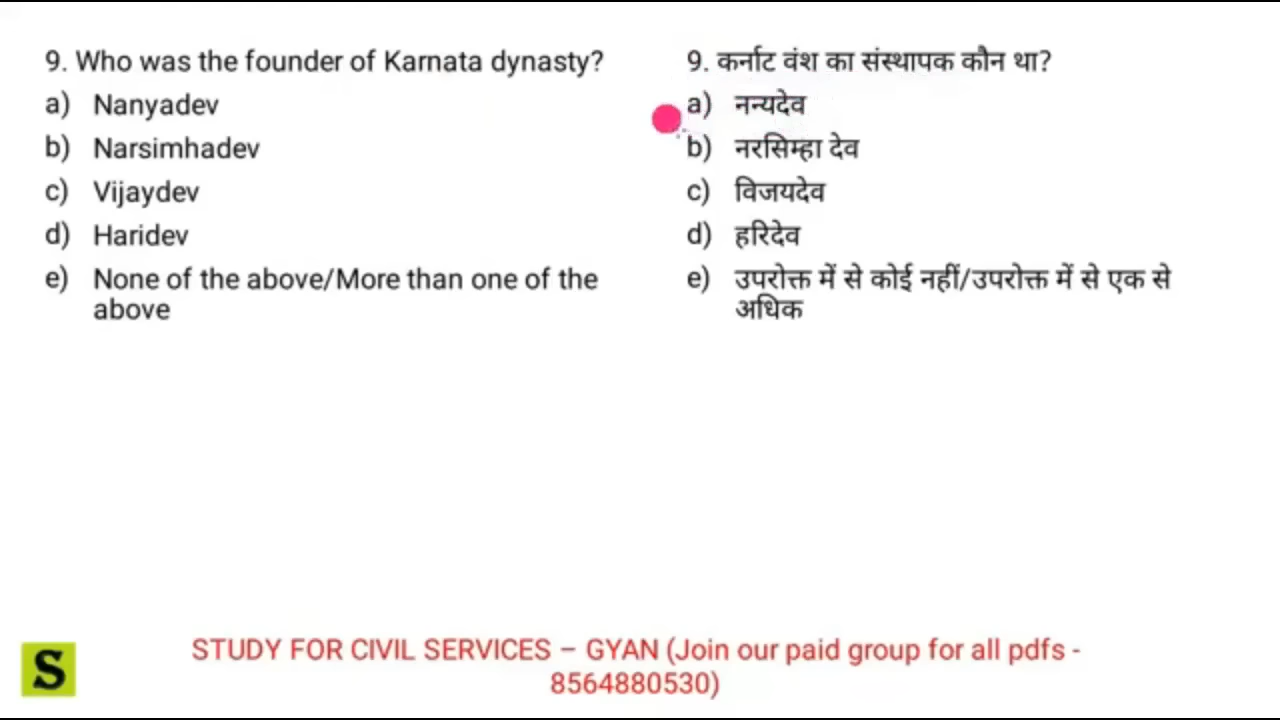 9. Who was the founder of Karnata dynasty?
a) Nanyadev
b) Narsimhadev
c) Vijaydev
d) Haridev
e) None of the above/More than one of the
above
9. कर्नाट वंश का संस्थापक कौन था?
a) नन्यदेव
b) नरसिम्हा देव
c) विजयदेव
d) हरिदेव
e) उपरोक्त में से कोई नहीं/उपरोक्त में से एक से
अधिक
S
STUDY FOR CIVIL SERVICES – GYAN (Join our paid group for all pdfs -
8564880530)